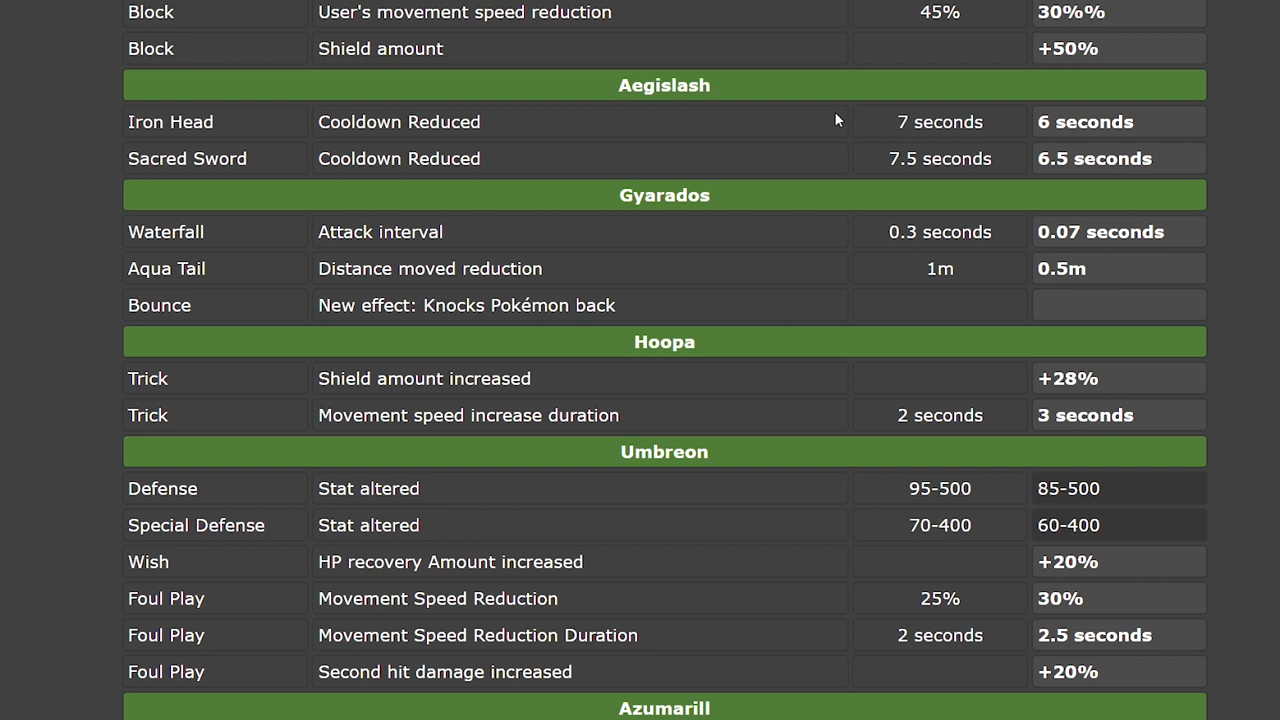 Block User's movement speed reduction 45% 30%%
Block Shield amount +50%
Aegislash
Iron Head Cooldown Reduced 7 seconds 6 seconds
Sacred Sword Cooldown Reduced 7.5 seconds 6.5 seconds
Gyarados
Waterfall Attack interval 0.3 seconds 0.07 seconds
Aqua Tail Distance moved reduction 1m 0.5m
Bounce New effect: Knocks Pokémon back
Hoopa
Trick Shield amount increased +28%
Trick Movement speed increase duration 2 seconds 3 seconds
Umbreon
Defense Stat altered 95-500 85-500
Special Defense Stat altered 70-400 60-400
Wish HP recovery Amount increased +20%
Foul Play Movement Speed Reduction 25% 30%
Foul Play Movement Speed Reduction Duration 2 seconds 2.5 seconds
Foul Play Second hit damage increased +20%
Azumarill